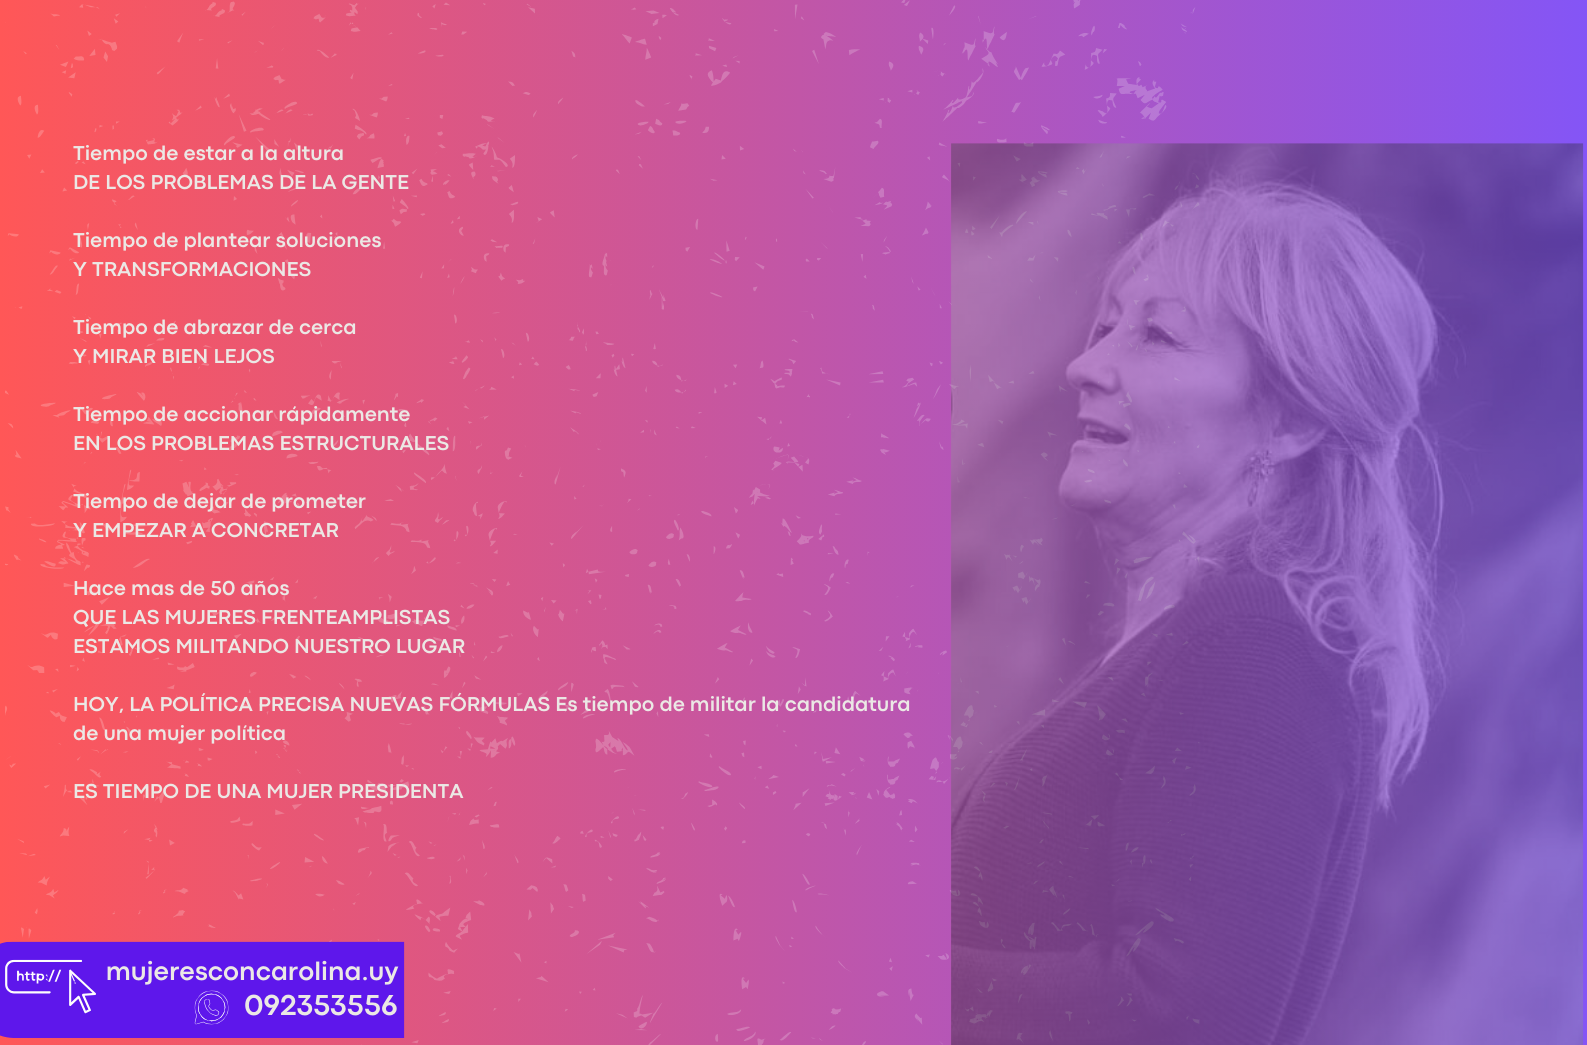 Tiempo de estar a la altura
DE LOS PROBLEMAS DE LA GENTE
Tiempo de plantear soluciones
Y TRANSFORMACIONES
Tiempo de abrazar de cerca
Y MIRAR BIEN LEJOS
Tiempo de accionar rápidamente
EN LOS PROBLEMAS ESTRUCTURALES
Tiempo de dejar de prometer
Y EMPEZAR A CONCRETAR
Hace mas de 50 años
QUE LAS MUJERES FRENTEAMPLISTAS
ESTAMOS MILITANDO NUESTRO LUGAR
HOY, LA POLÍTICA PRECISA NUEVAS FÓRMULAS Es tiempo de militar la candidatura
de una mujer política
ES TIEMPO DE UNA MUJER PRESIDENTA
http://
mujeresconcarolina.uy
092353556